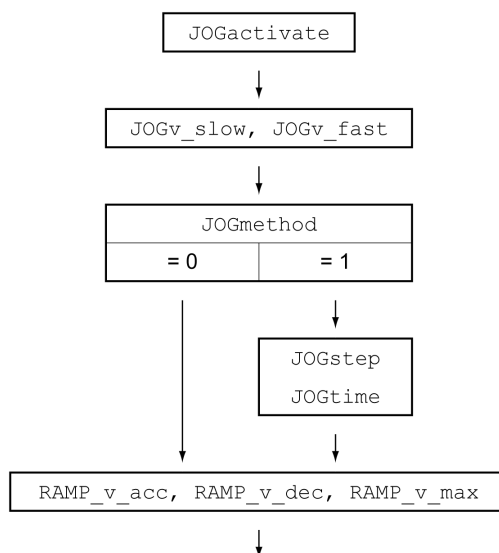 JOGactivate
JOGv_slow, JOGv_fast
JOGmethod
= 0
= 1
JOGstep
JOGtime
RAMP_v_acc, RAMP_v_dec, RAMP_v_max